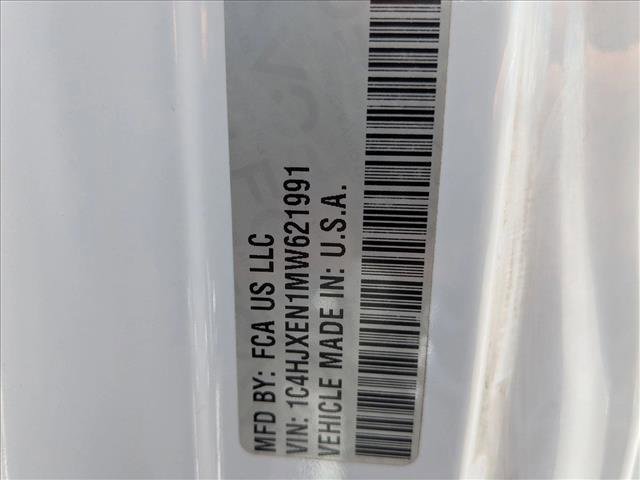 MFD BY: FCA US LLC
VIN: 1C4HJXEN1MW621991
VEHICLE MADE IN: U.S.A.